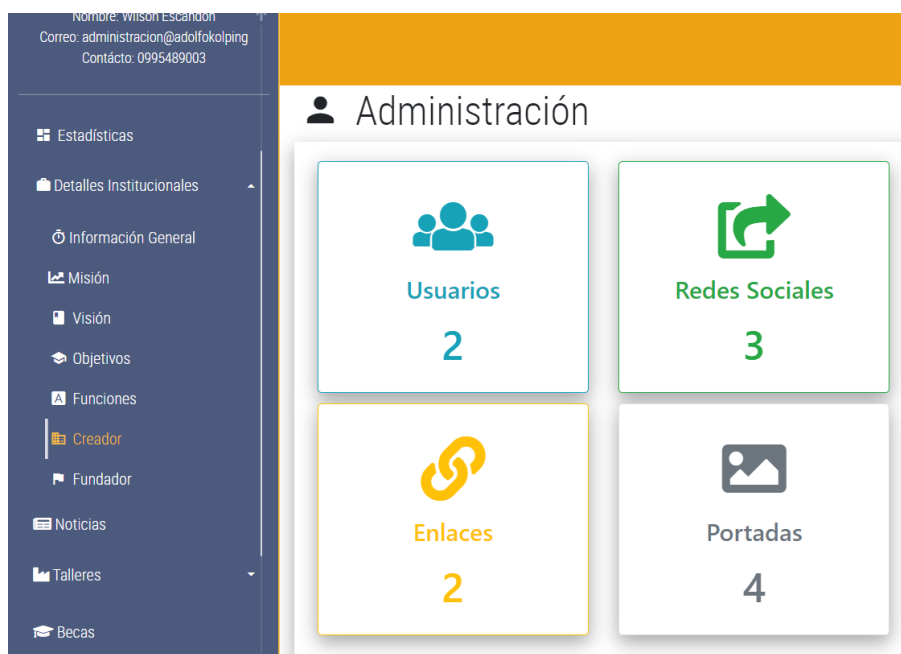 Nombre: Wilson Escandon
Correo: administracion@adolfokolping
Contácto: 0995489003
Estadísticas
Detalles Institucionales
Información General
Misión
Visión
Objetivos
A Funciones
Creador
Fundador
Noticias
Talleres
Becas
Administración
Usuarios
2
Redes Sociales
3
Enlaces
2
Portadas
4